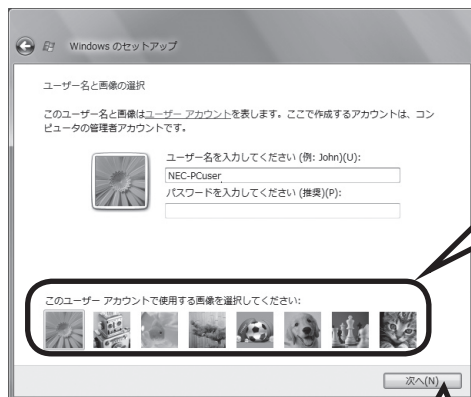 Windows のセットアップ
ユーザー名と画像の選択
このユーザー名と画像はユーザー アカウントを表します。ここで作成するアカウントは、コン
ピュータの管理者アカウントです。
ユーザー名を入力してください (例: John)(U):
NEC-PCuser
パスワードを入力してください (推奨)(P):
このユーザー アカウントで使用する画像を選択してください:
次へ(N)